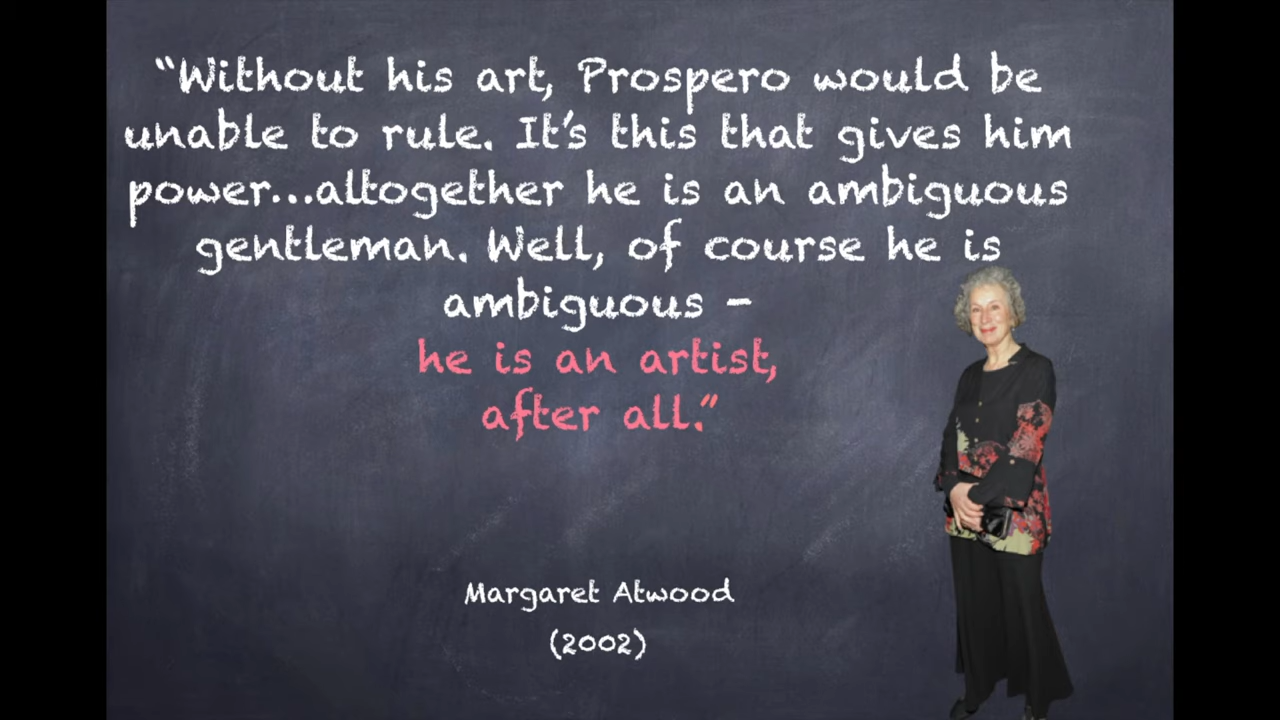 “Without his art, Prospero would be
unable to rule. It’s this that gives him
power...altogether he is an ambiguous
gentleman. Well, of course he is
ambiguous -
he is an artist,
after all.”
Margaret Atwood
(2002)